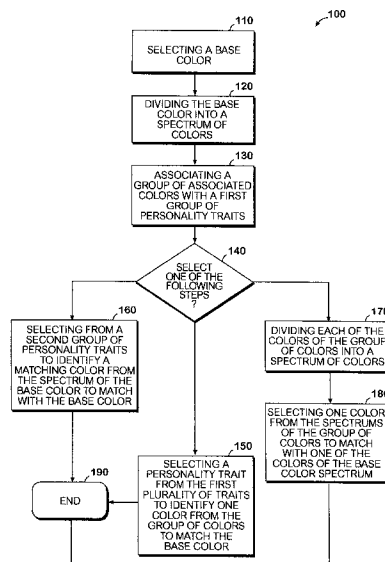 100
110
SELECTING A BASE
COLOR
120
DIVIDING THE BASE
COLOR INTO A
SPECTRUM OF
COLORS
130
ASSOCIATING A
GROUP OF ASSOCIATED
COLORS WITH A FIRST
GROUP OF
PERSONALITY TRAITS
140
SELECT
ONE OF THE
FOLLOWING
STEPS
?
160
SELECTING FROM A
SECOND GROUP OF
PERSONALITY TRAITS
TO IDENTIFY A
MATCHING COLOR FROM
THE SPECTRUM OF THE
BASE COLOR TO MATCH
WITH THE BASE COLOR
170
DIVIDING EACH OF THE
COLORS OF THE GROUP
OF COLORS INTO A
SPECTRUM OF COLORS
180
SELECTING ONE COLOR
FROM THE SPECTRUMS
OF THE GROUP OF
COLORS TO MATCH
WITH ONE OF THE
COLORS OF THE BASE
COLOR SPECTRUM
150
SELECTING A
PERSONALITY TRAIT
FROM THE FIRST
PLURALITY OF TRAITS
TO IDENTIFY ONE
COLOR FROM THE
GROUP OF COLORS
TO MATCH THE
BASE COLOR
190
END